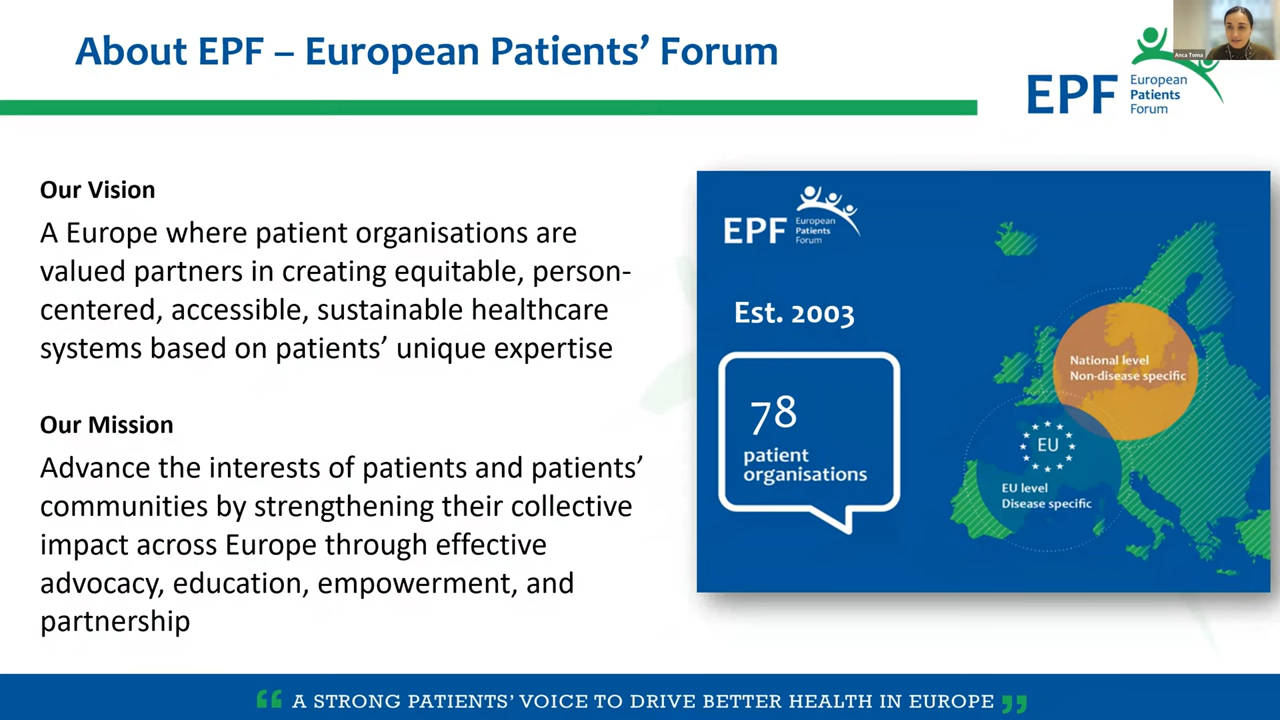 About EPF – European Patients’ Forum
Anca Toma
EPF
European
Patients
Forum
Our Vision
A Europe where patient organisations are
valued partners in creating equitable, person-
centered, accessible, sustainable healthcare
systems based on patients’ unique expertise
Our Mission
Advance the interests of patients and patients’
communities by strengthening their collective
impact across Europe through effective
advocacy, education, empowerment, and
partnership
EPF
European
Patients
Forum
Est. 2003
78
patient
organisations
National level
Non-disease specific
EU
EU level
Disease specific
“ A STRONG PATIENTS’ VOICE TO DRIVE BETTER HEALTH IN EUROPE ”